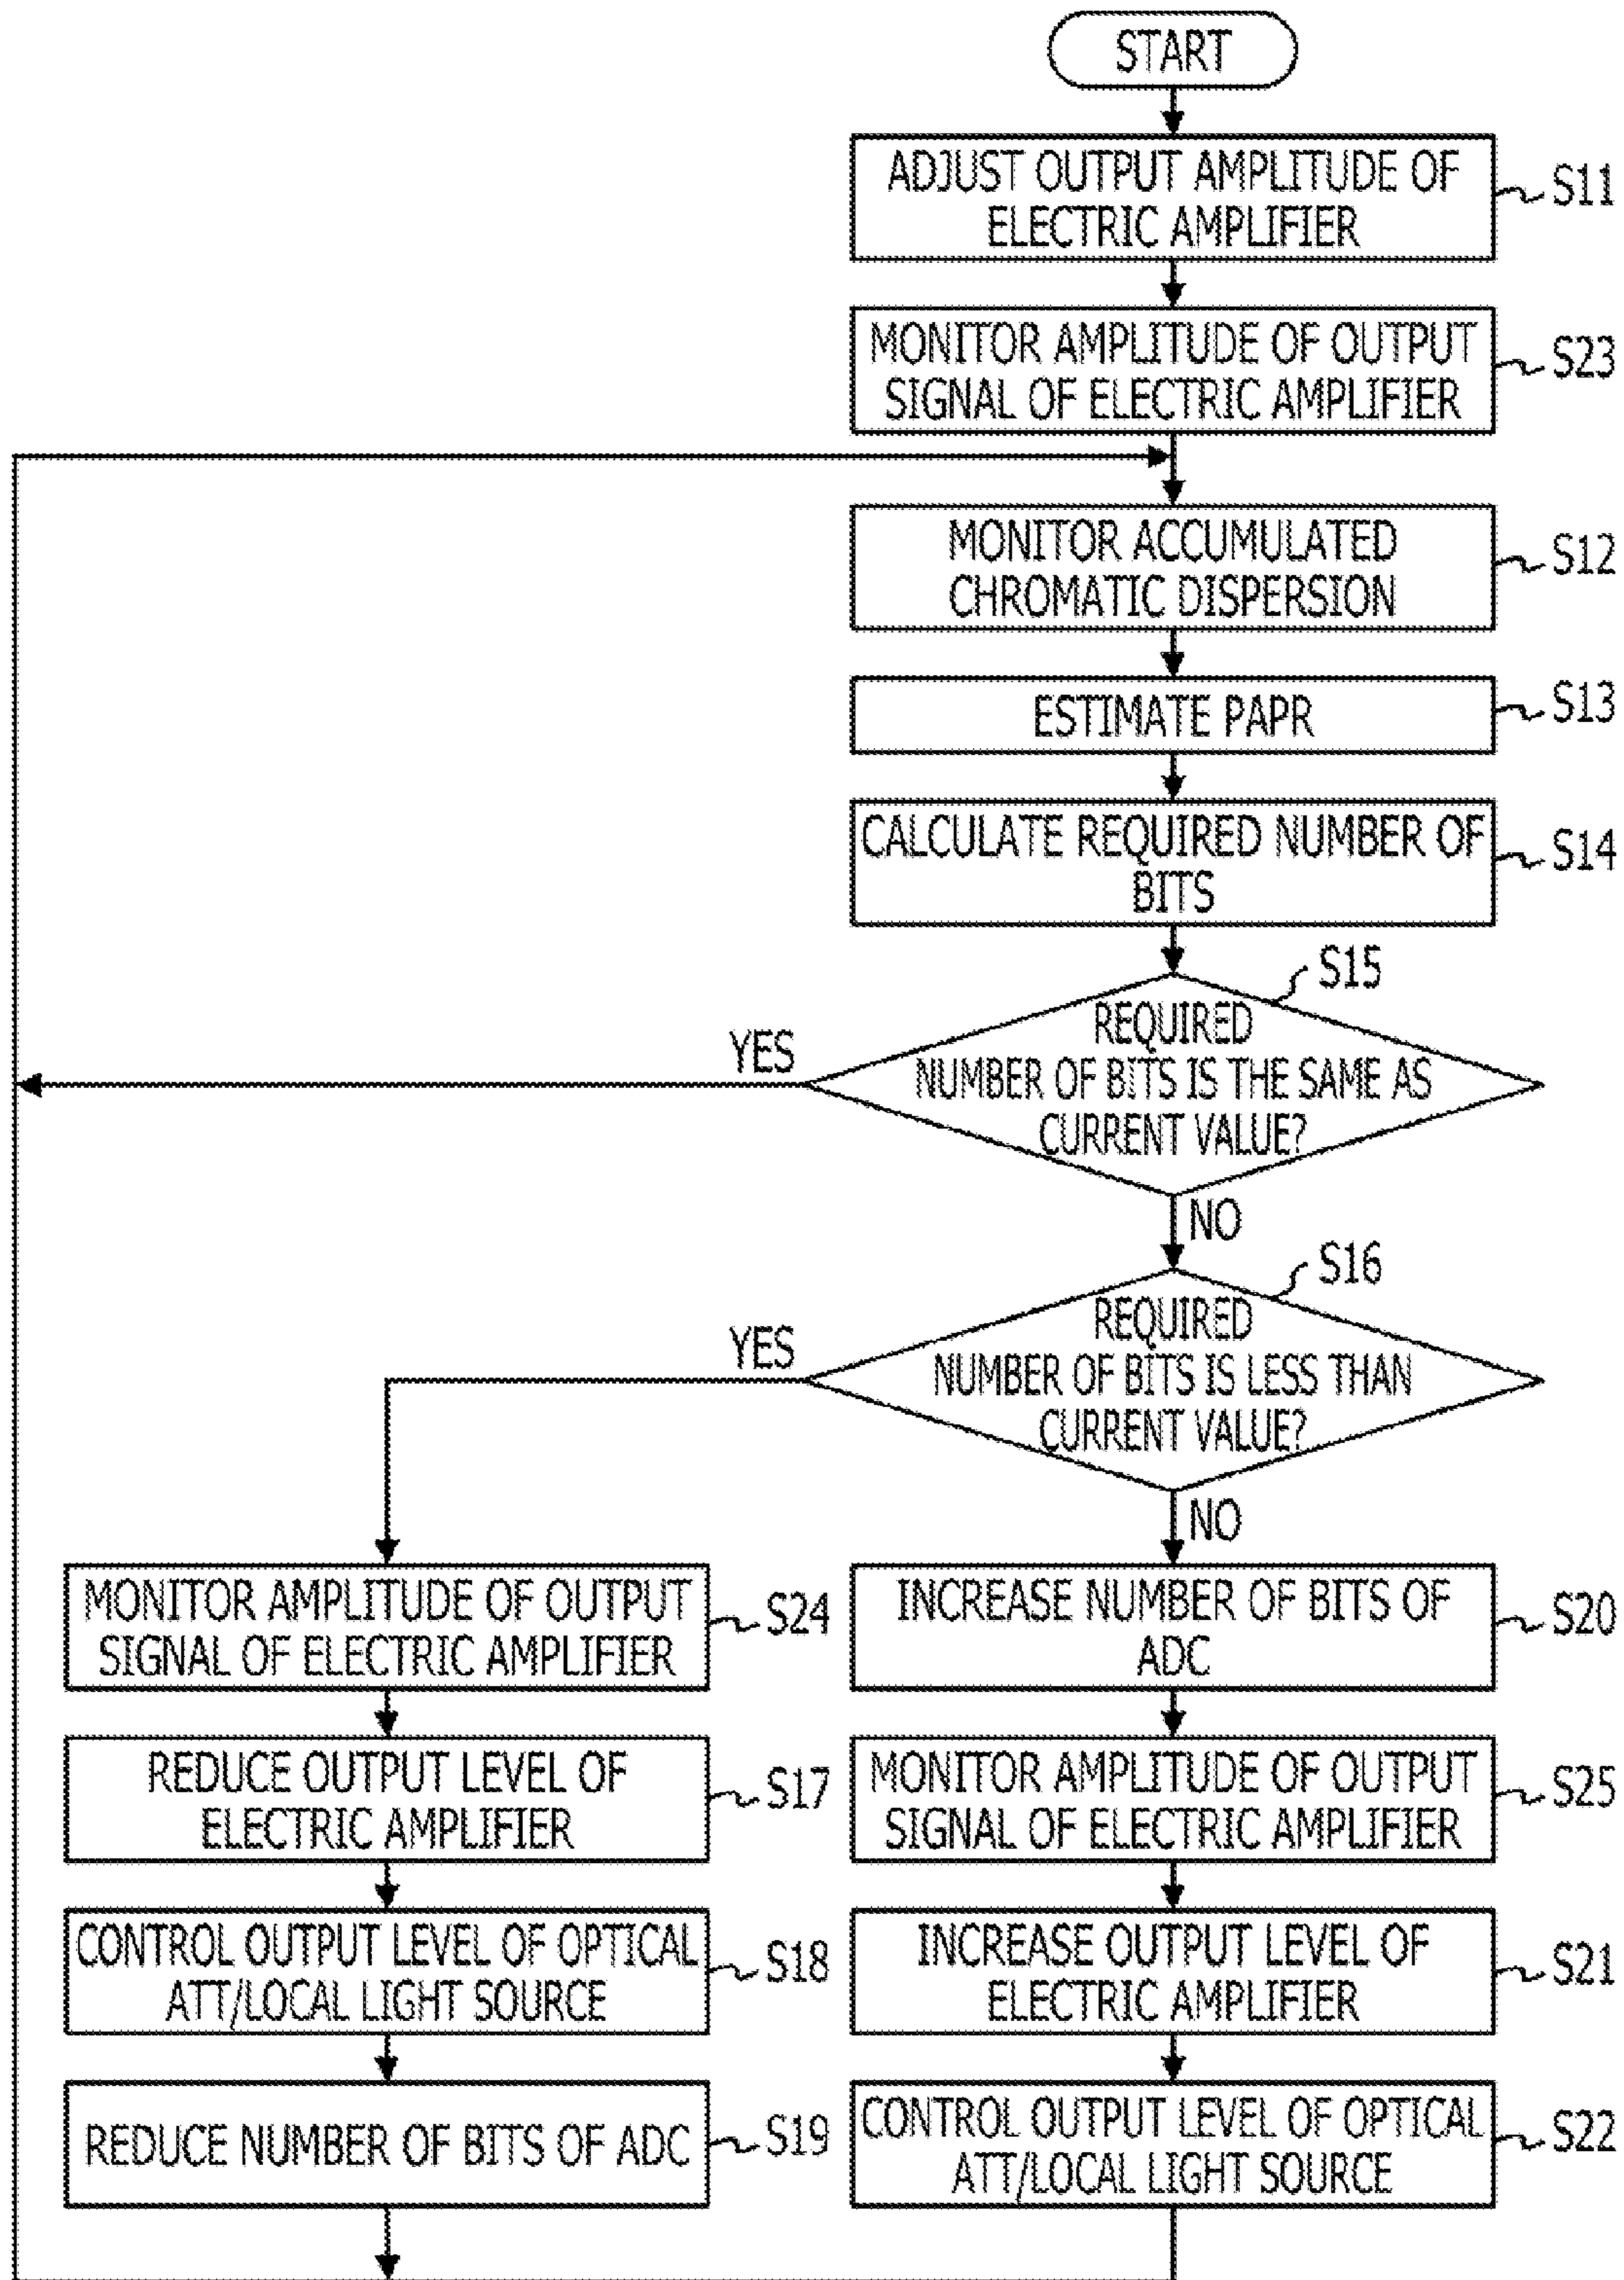 START
ADJUST OUTPUT AMPLITUDE OF
ELECTRIC AMPLIFIER
S11
MONITOR AMPLITUDE OF OUTPUT
SIGNAL OF ELECTRIC AMPLIFIER
S23
MONITOR ACCUMULATED
CHROMATIC DISPERSION
S12
ESTIMATE PAPR
S13
CALCULATE REQUIRED NUMBER OF
BITS
S14
S15
REQUIRED
NUMBER OF BITS IS THE SAME AS
CURRENT VALUE?
YES
NO
S16
REQUIRED
NUMBER OF BITS IS LESS THAN
CURRENT VALUE?
YES
NO
MONITOR AMPLITUDE OF OUTPUT
SIGNAL OF ELECTRIC AMPLIFIER
S24
REDUCE OUTPUT LEVEL OF
ELECTRIC AMPLIFIER
S17
CONTROL OUTPUT LEVEL OF OPTICAL
ATT/LOCAL LIGHT SOURCE
S18
REDUCE NUMBER OF BITS OF ADC
S19
INCREASE NUMBER OF BITS OF
ADC
S20
MONITOR AMPLITUDE OF OUTPUT
SIGNAL OF ELECTRIC AMPLIFIER
S25
INCREASE OUTPUT LEVEL OF
ELECTRIC AMPLIFIER
S21
CONTROL OUTPUT LEVEL OF OPTICAL
ATT/LOCAL LIGHT SOURCE
S22